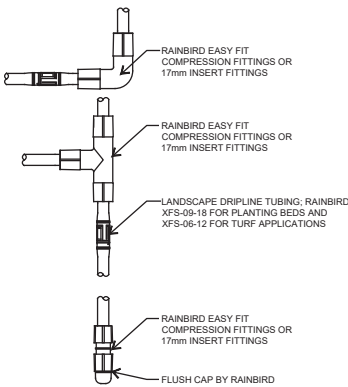 RAINBIRD EASY FIT
COMPRESSION FITTINGS OR
17mm INSERT FITTINGS
RAINBIRD EASY FIT
COMPRESSION FITTINGS OR
17mm INSERT FITTINGS
LANDSCAPE DRIPLINE TUBING; RAINBIRD
XFS-09-18 FOR PLANTING BEDS AND
XFS-06-12 FOR TURF APPLICATIONS
RAINBIRD EASY FIT
COMPRESSION FITTINGS OR
17mm INSERT FITTINGS
FLUSH CAP BY RAINBIRD